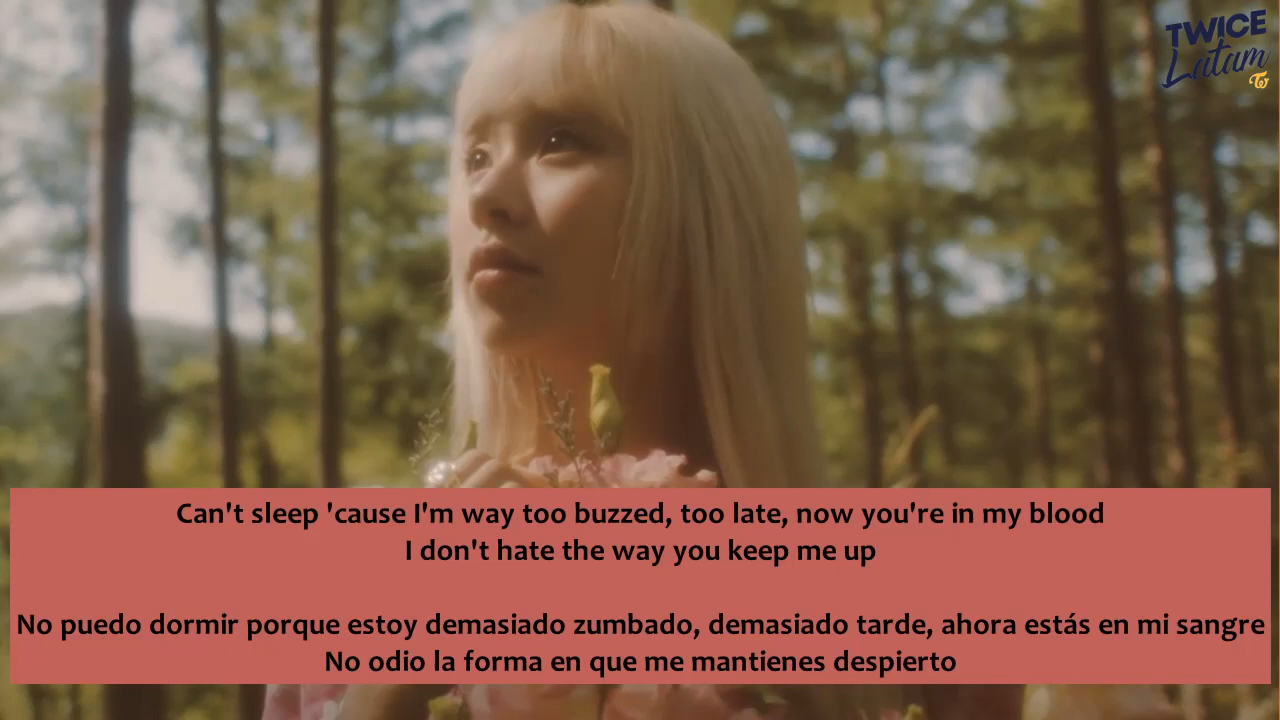 TWICE
Latam
Can't sleep 'cause I'm way too buzzed, too late, now you're in my blood
I don't hate the way you keep me up
No puedo dormir porque estoy demasiado zumbado, demasiado tarde, ahora estás en mi sangre
No odio la forma en que me mantienes despierto